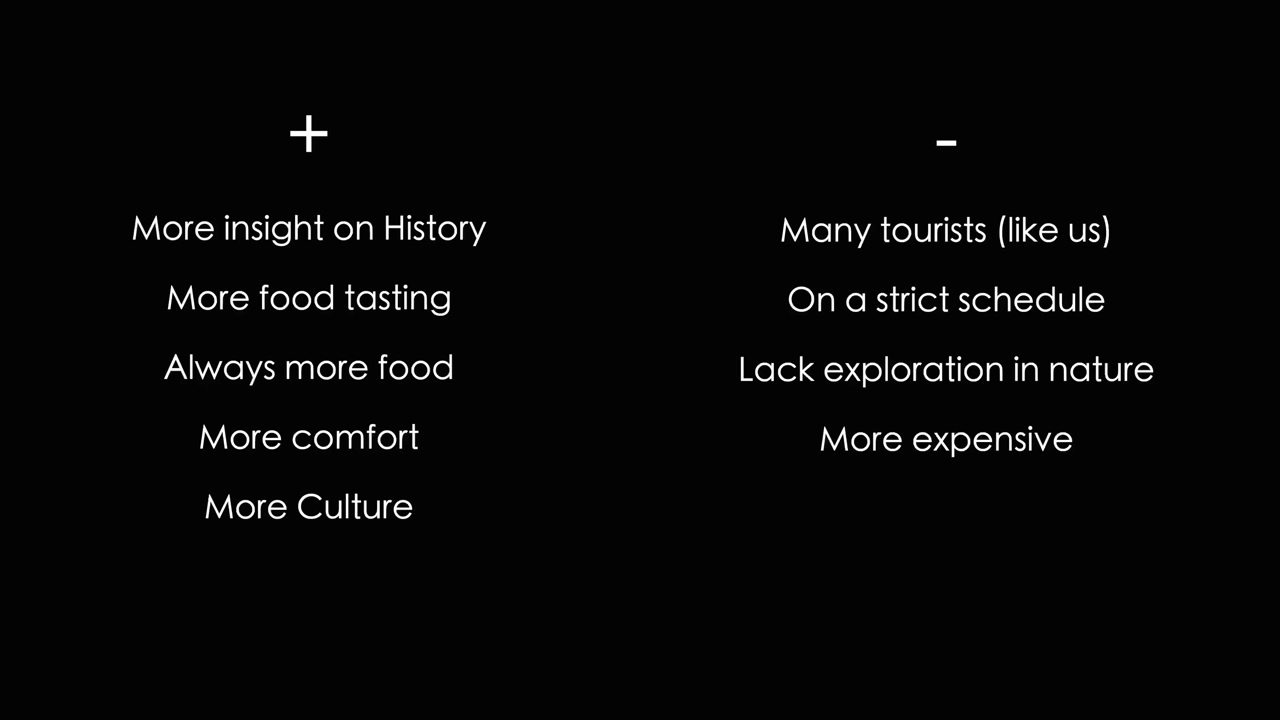 +
More insight on History
More food tasting
Always more food
More comfort
More Culture
-
Many tourists (like us)
On a strict schedule
Lack exploration in nature
More expensive